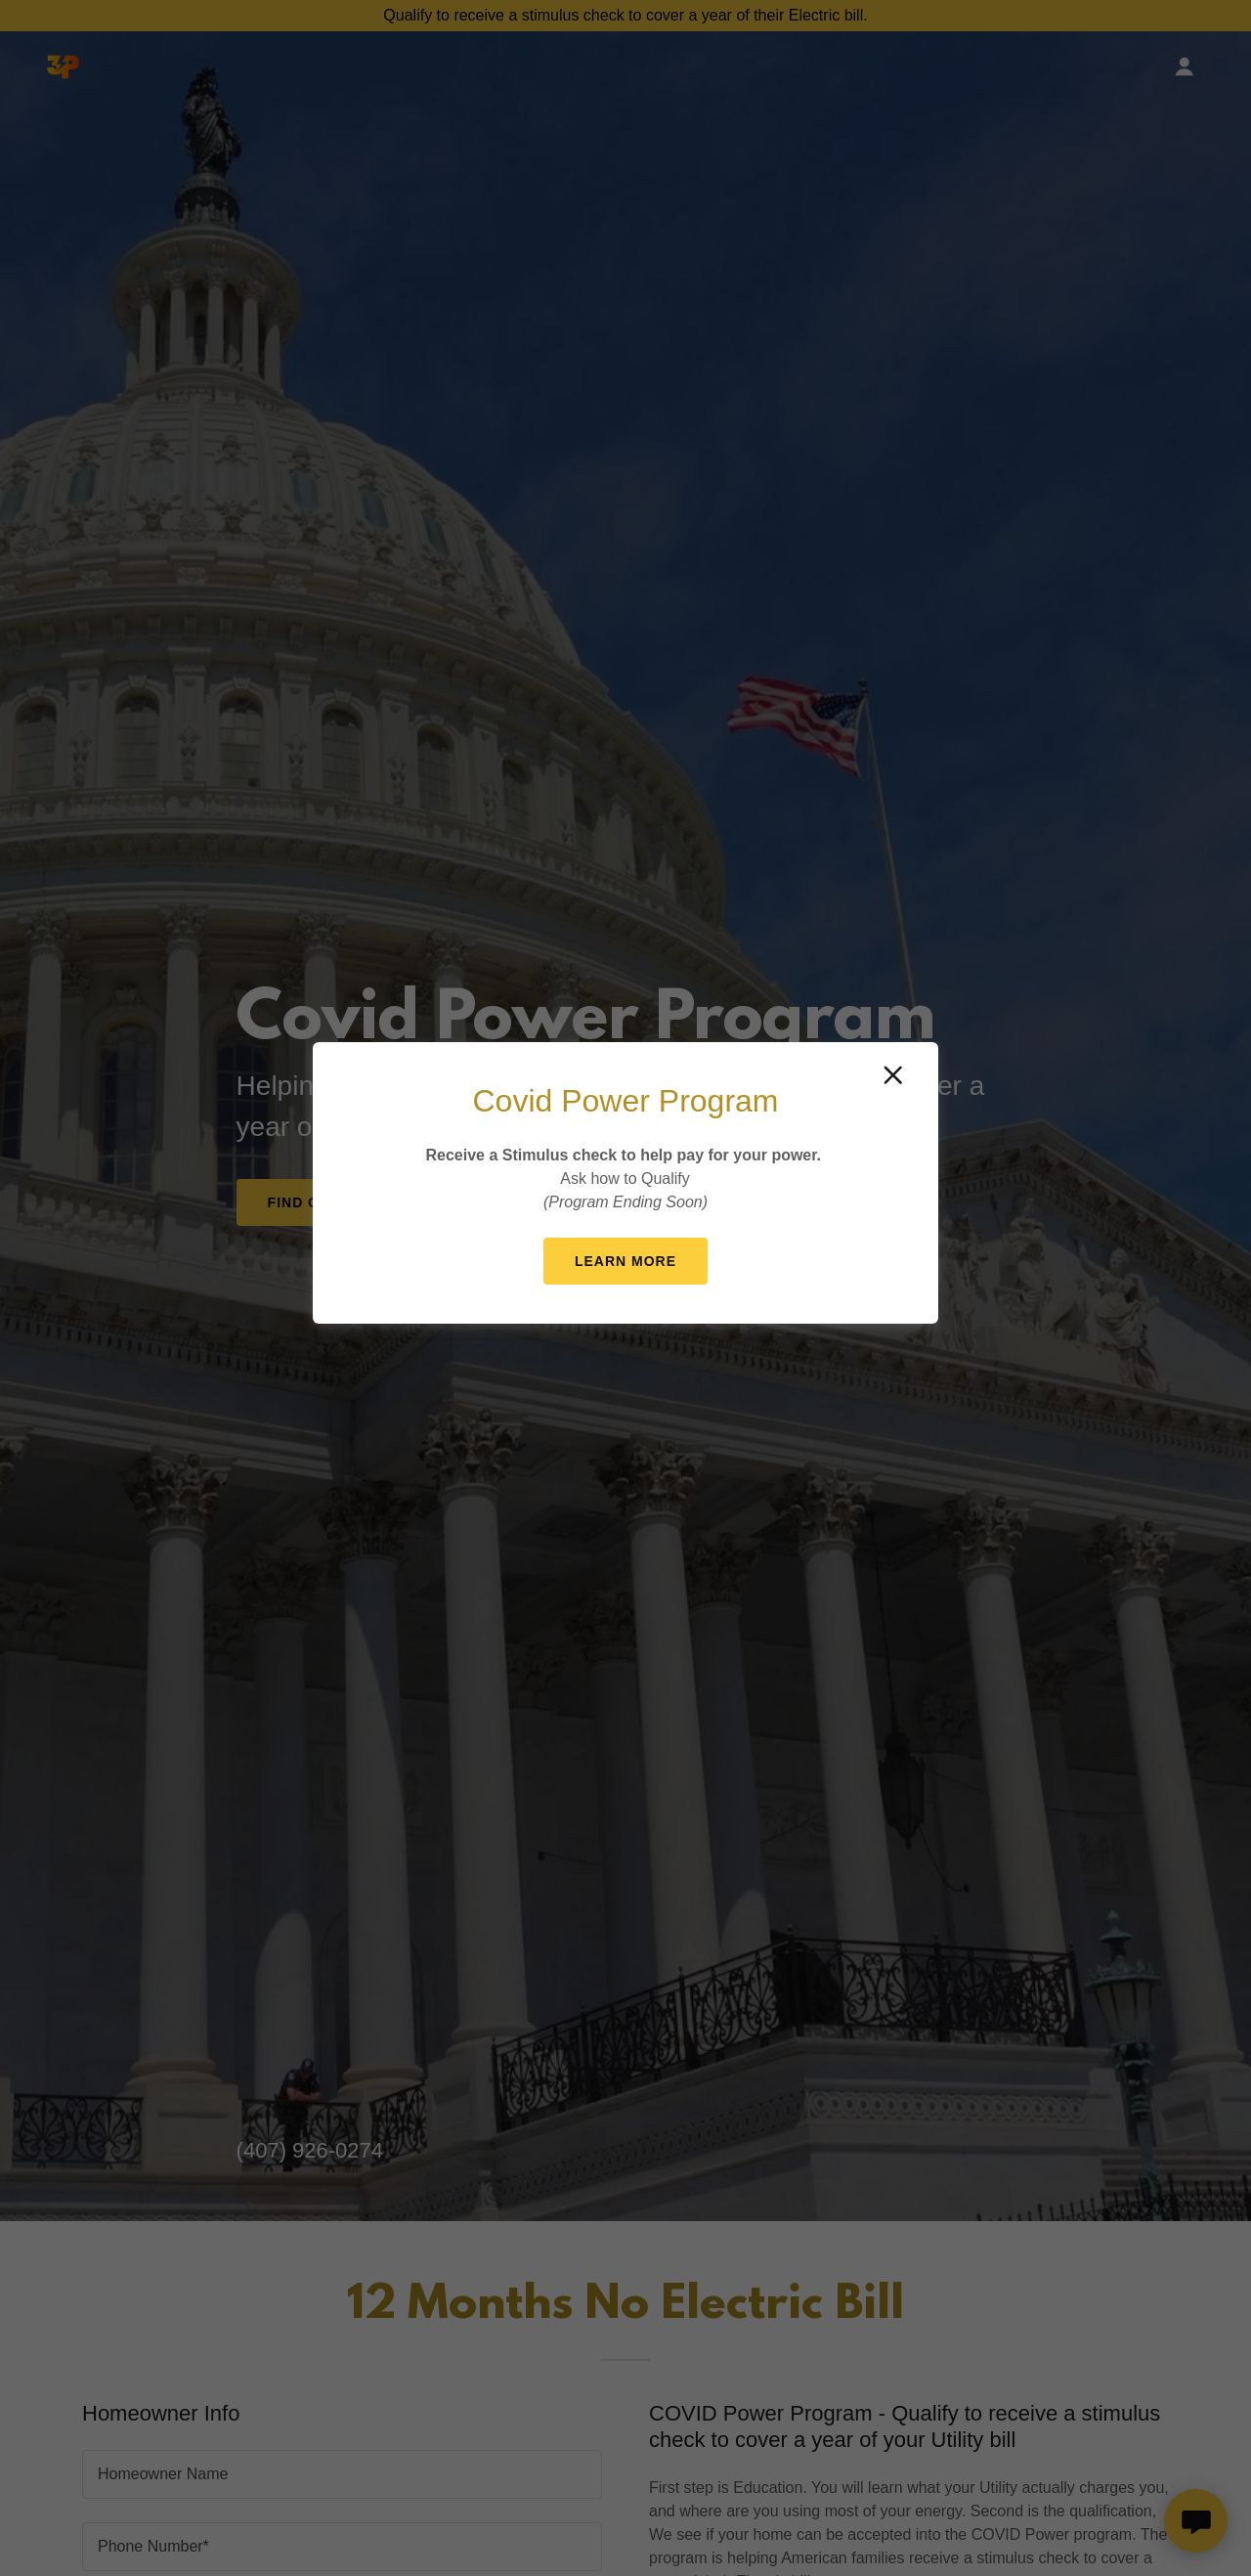 Qualify to receive a stimulus check to cover a year of their Electric bill.
3P
Covid Power Program
Helpin
er a
year o
FIND
Covid Power Program
Receive a Stimulus check to help pay for your power.
Ask how to Qualify
(Program Ending Soon)
LEARN MORE
(407) 926-0274
12 Months No Electric Bill
Homeowner Info
Homeowner Name
Phone Number*
COVID Power Program - Qualify to receive a stimulus
check to cover a year of your Utility bill
First step is Education. You will learn what your Utility actually charges you,
and where are you using most of your energy. Second is the qualification,
We see if your home can be accepted into the COVID Power program. The
program is helping American families receive a stimulus check to cover a